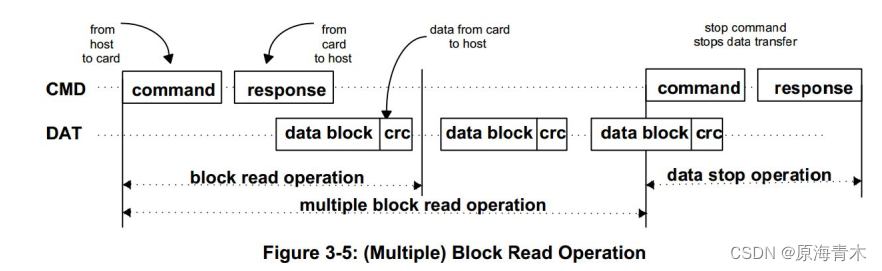 from
host
to card
from
card
to host
data from card
to host
stop command
stops data transfer
CMD
command
response
command
response
DAT
data block
crc
data block
crc
data block
crc
block read operation
data stop operation
multiple block read operation
Figure 3-5: (Multiple) Block Read Operation
CSDN @原海青木